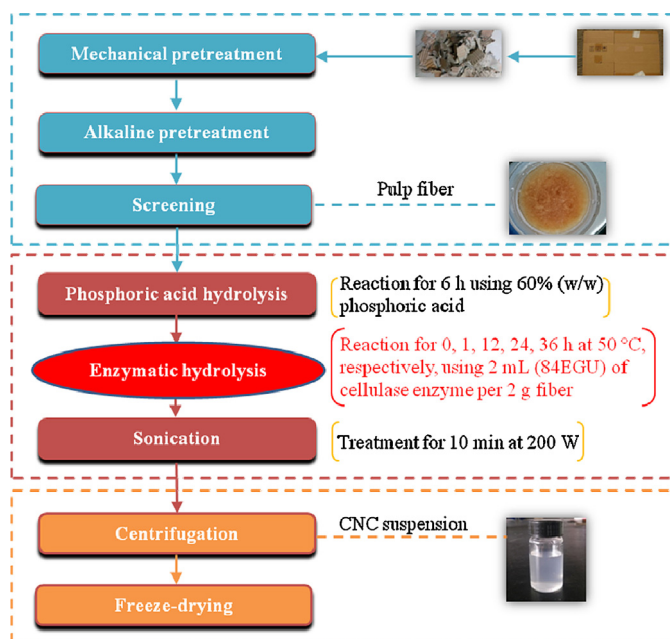 Mechanical pretreatment
Alkaline pretreatment
Screening
Pulp fiber
Phosphoric acid hydrolysis
Reaction for 6 h using 60% (w/w)
phosphoric acid
Enzymatic hydrolysis
Reaction for 0, 1, 12, 24, 36 h at 50 °C,
respectively, using 2 mL (84EGU) of
cellulase enzyme per 2 g fiber
Sonication
Treatment for 10 min at 200 W
Centrifugation
CNC suspension
Freeze-drying